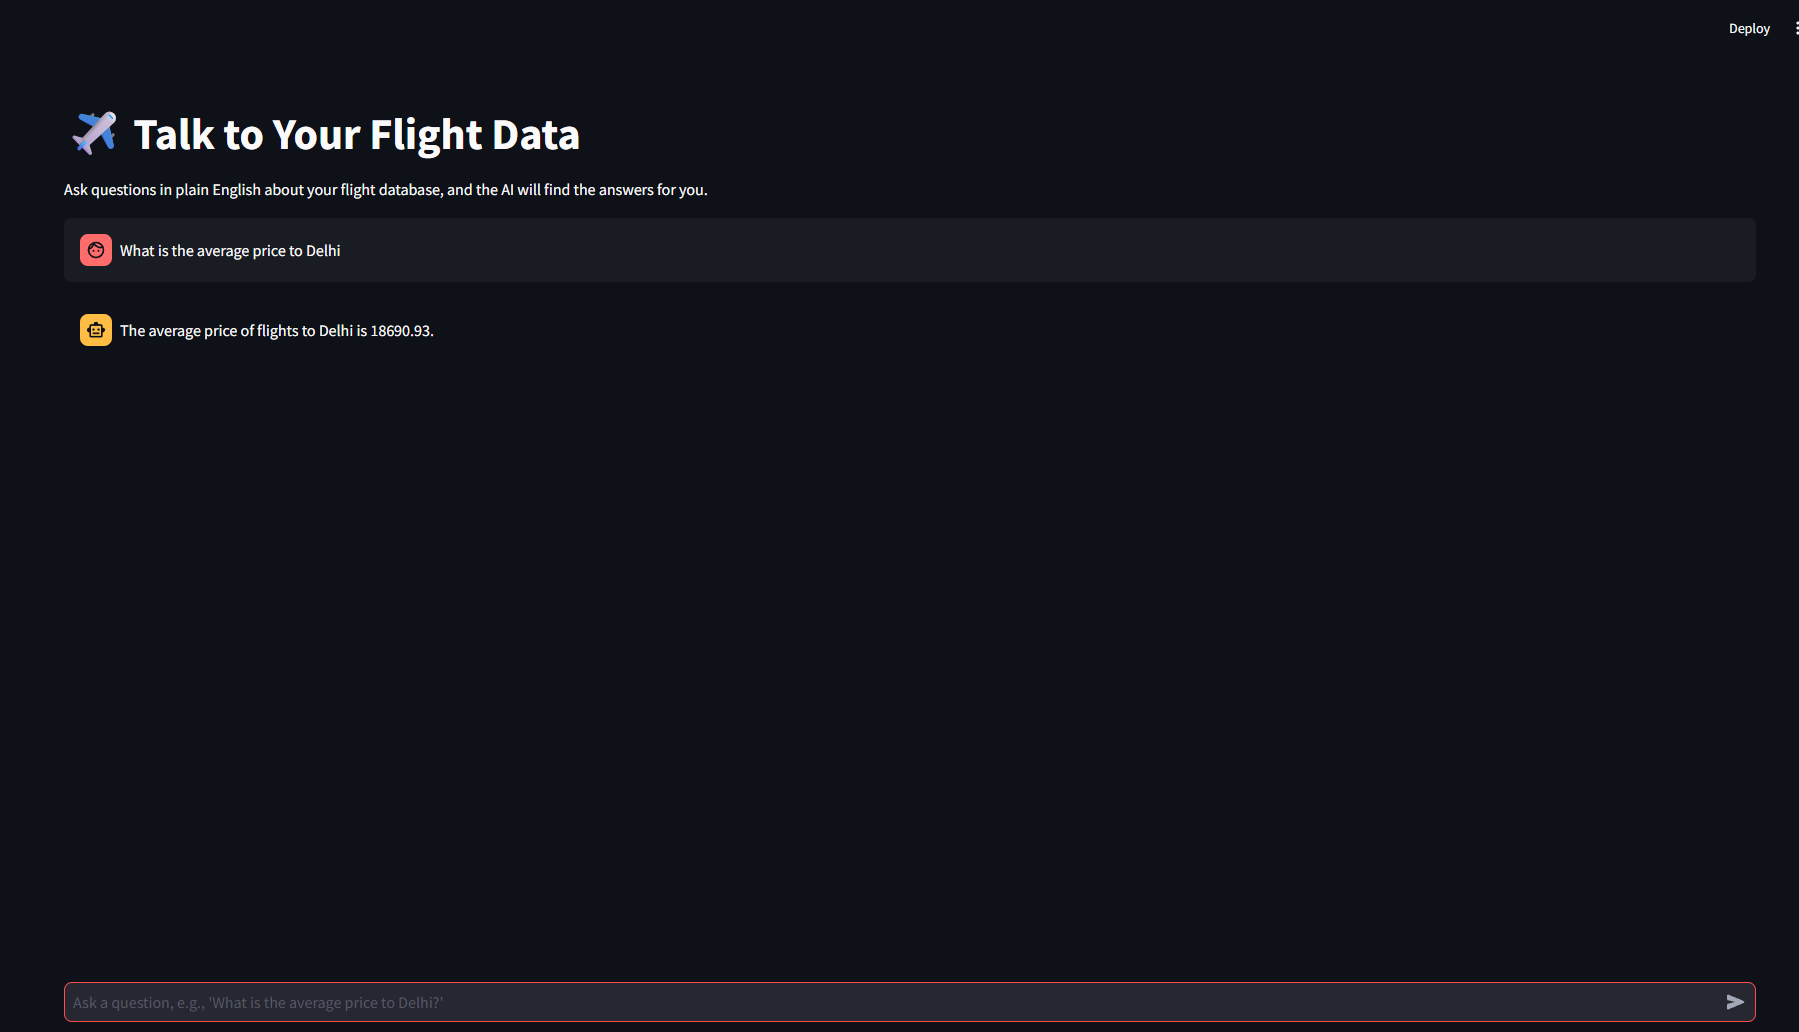 Deploy
Talk to Your Flight Data
Ask questions in plain English about your flight database, and the AI will find the answers for you.
What is the average price to Delhi
The average price of flights to Delhi is 18690.93.
Ask a question, e.g., 'What is the average price to Delhi?'